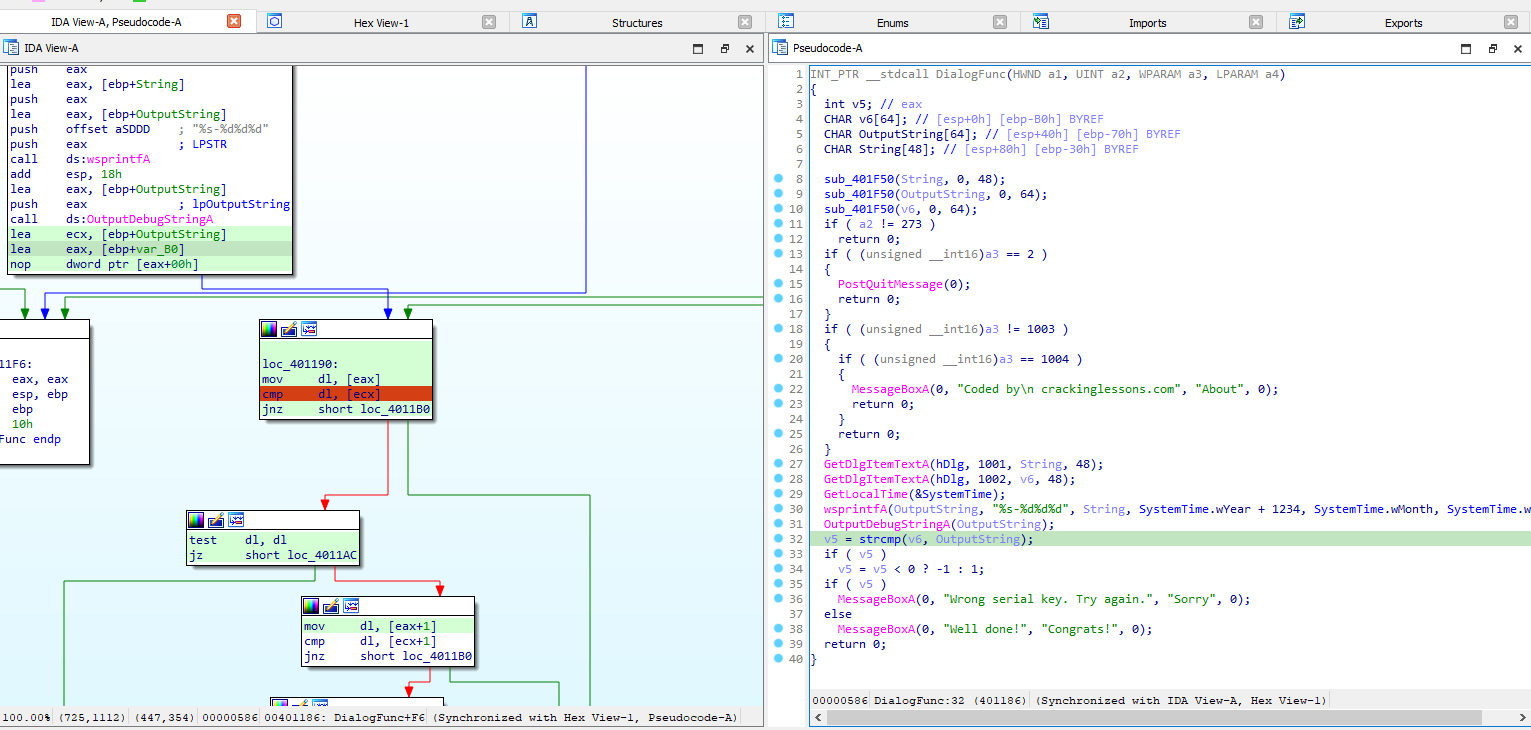 IDA View-A, Pseudocode-A
Hex View-1
Structures
Enums
Imports
Exports
IDA View-A
push    eax
lea     eax, [ebp+String]
push    eax
lea     eax, [ebp+OutputString]
push    offset aSDDD    ; "%s-%d%d%d"
push    eax             ; LPSTR
call    ds:wsprintfA
add     esp, 18h
lea     eax, [ebp+OutputString]
push    eax             ; lpOutputString
call    ds:OutputDebugStringA
lea     ecx, [ebp+OutputString]
lea     eax, [ebp+var_B0]
nop     dword ptr [eax+00h]
11F6:
eax, eax
esp, ebp
ebp
10h
Func endp
loc_401190:
mov     dl, [eax]
cmp     dl, [ecx]
jnz     short loc_4011B0
test    dl, dl
jz      short loc_4011AC
mov     dl, [eax+1]
cmp     dl, [ecx+1]
jnz     short loc_4011B0
100.00% (725,1112) (447,354) 00000586 00401186: DialogFunc+F6 (Synchronized with Hex View-1, Pseudocode-A)
Pseudocode-A
1 INT_PTR __stdcall DialogFunc(HWND a1, UINT a2, WPARAM a3, LPARAM a4)
2 {
3   int v5; // eax
4   CHAR v6[64]; // [esp+0h] [ebp-B0h] BYREF
5   CHAR OutputString[64]; // [esp+40h] [ebp-70h] BYREF
6   CHAR String[48]; // [esp+80h] [ebp-30h] BYREF
7
8   sub_401F50(String, 0, 48);
9   sub_401F50(OutputString, 0, 64);
10   sub_401F50(v6, 0, 64);
11   if ( a2 != 273 )
12     return 0;
13   if ( (unsigned __int16)a3 == 2 )
14   {
15     PostQuitMessage(0);
16     return 0;
17   }
18   if ( (unsigned __int16)a3 != 1003 )
19   {
20     if ( (unsigned __int16)a3 == 1004 )
21     {
22       MessageBoxA(0, "Coded by\n crackinglessons.com", "About", 0);
23       return 0;
24     }
25     return 0;
26   }
27   GetDlgItemTextA(hDlg, 1001, String, 48);
28   GetDlgItemTextA(hDlg, 1002, v6, 48);
29   GetLocalTime(&SystemTime);
30   wsprintfA(OutputString, "%s-%d%d%d", String, SystemTime.wYear + 1234, SystemTime.wMonth, SystemTime.w
31   OutputDebugStringA(OutputString);
32   v5 = strcmp(v6, OutputString);
33   if ( v5 )
34     v5 = v5 < 0 ? -1 : 1;
35   if ( v5 )
36     MessageBoxA(0, "Wrong serial key. Try again.", "Sorry", 0);
37   else
38     MessageBoxA(0, "Well done!", "Congrats!", 0);
39   return 0;
40 }
00000586 DialogFunc:32 (401186) (Synchronized with IDA View-A, Hex View-1)